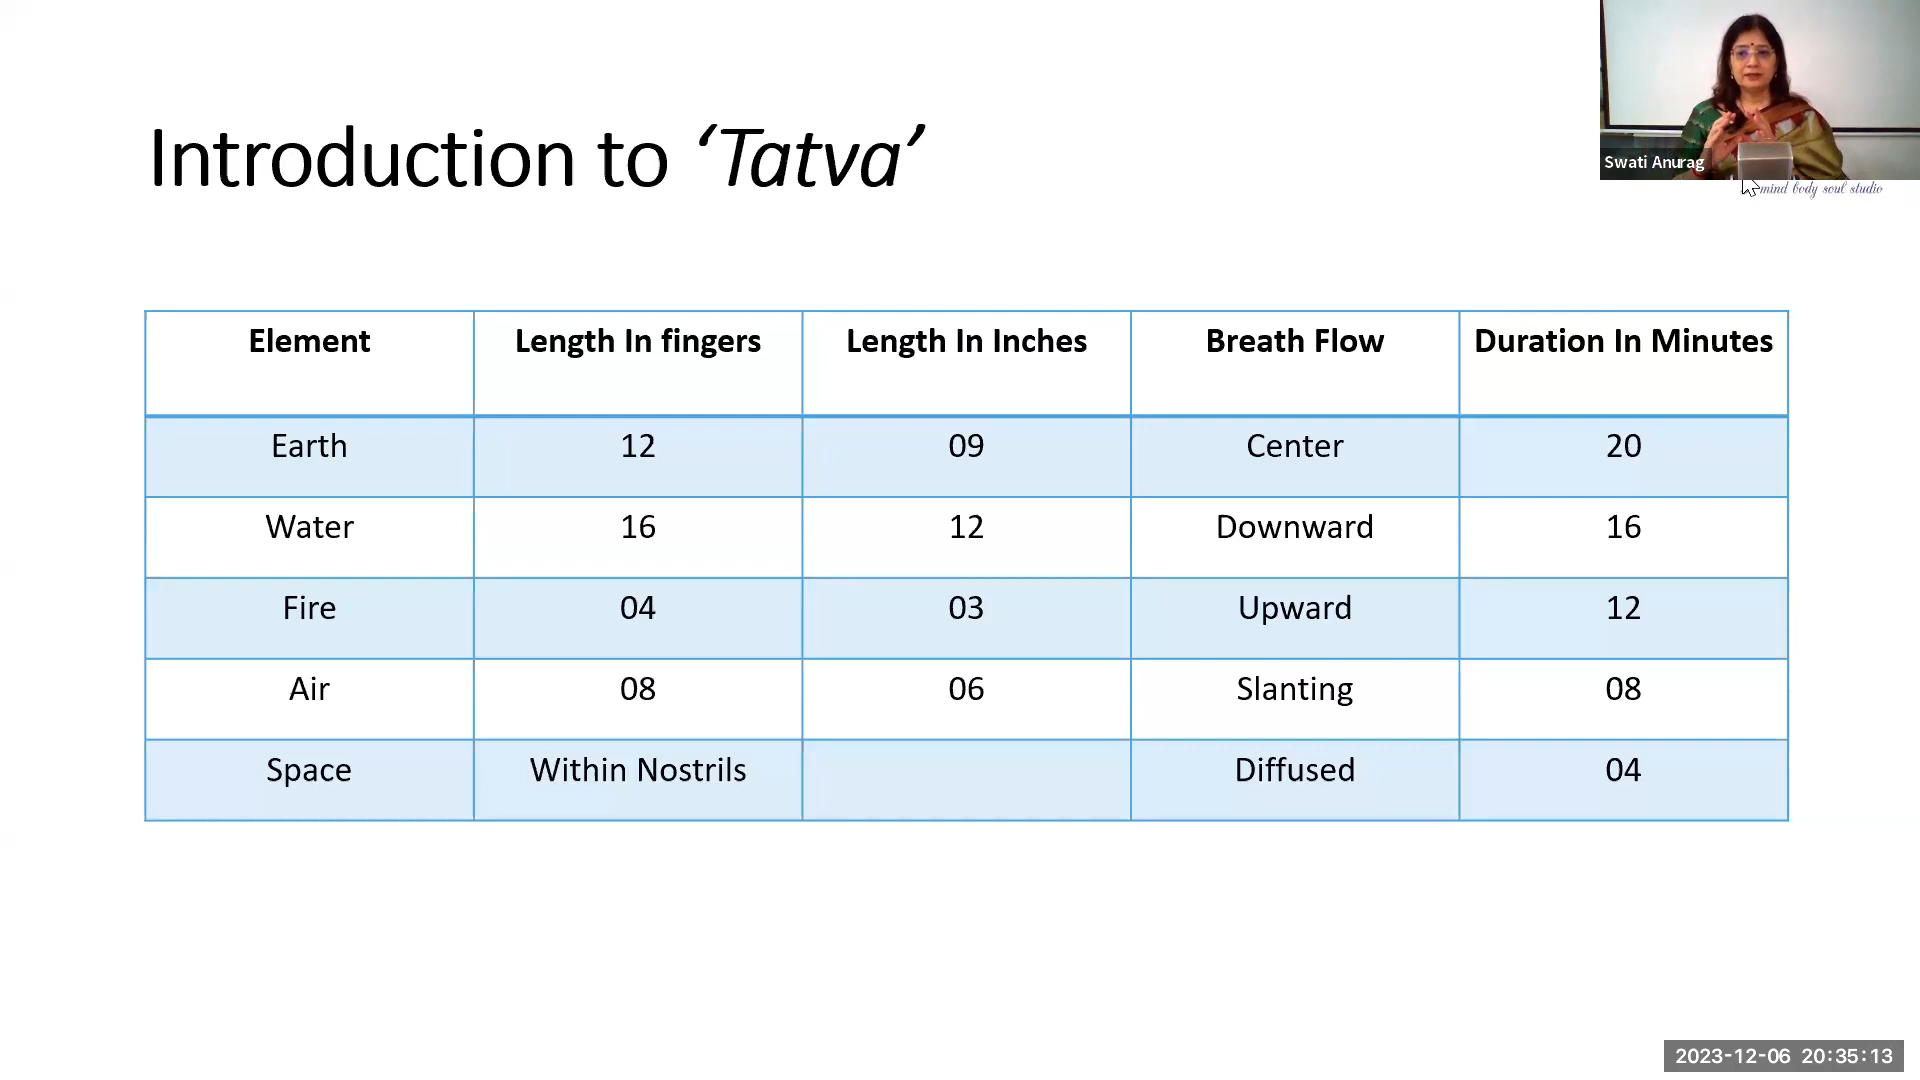 Introduction to ‘Tatva’
Swati Anurag
mind body soul studio
Element Length In fingers Length In Inches Breath Flow Duration In Minutes
Earth 12 09 Center 20
Water 16 12 Downward 16
Fire 04 03 Upward 12
Air 08 06 Slanting 08
Space Within Nostrils Diffused 04
2023-12-06 20:35:13